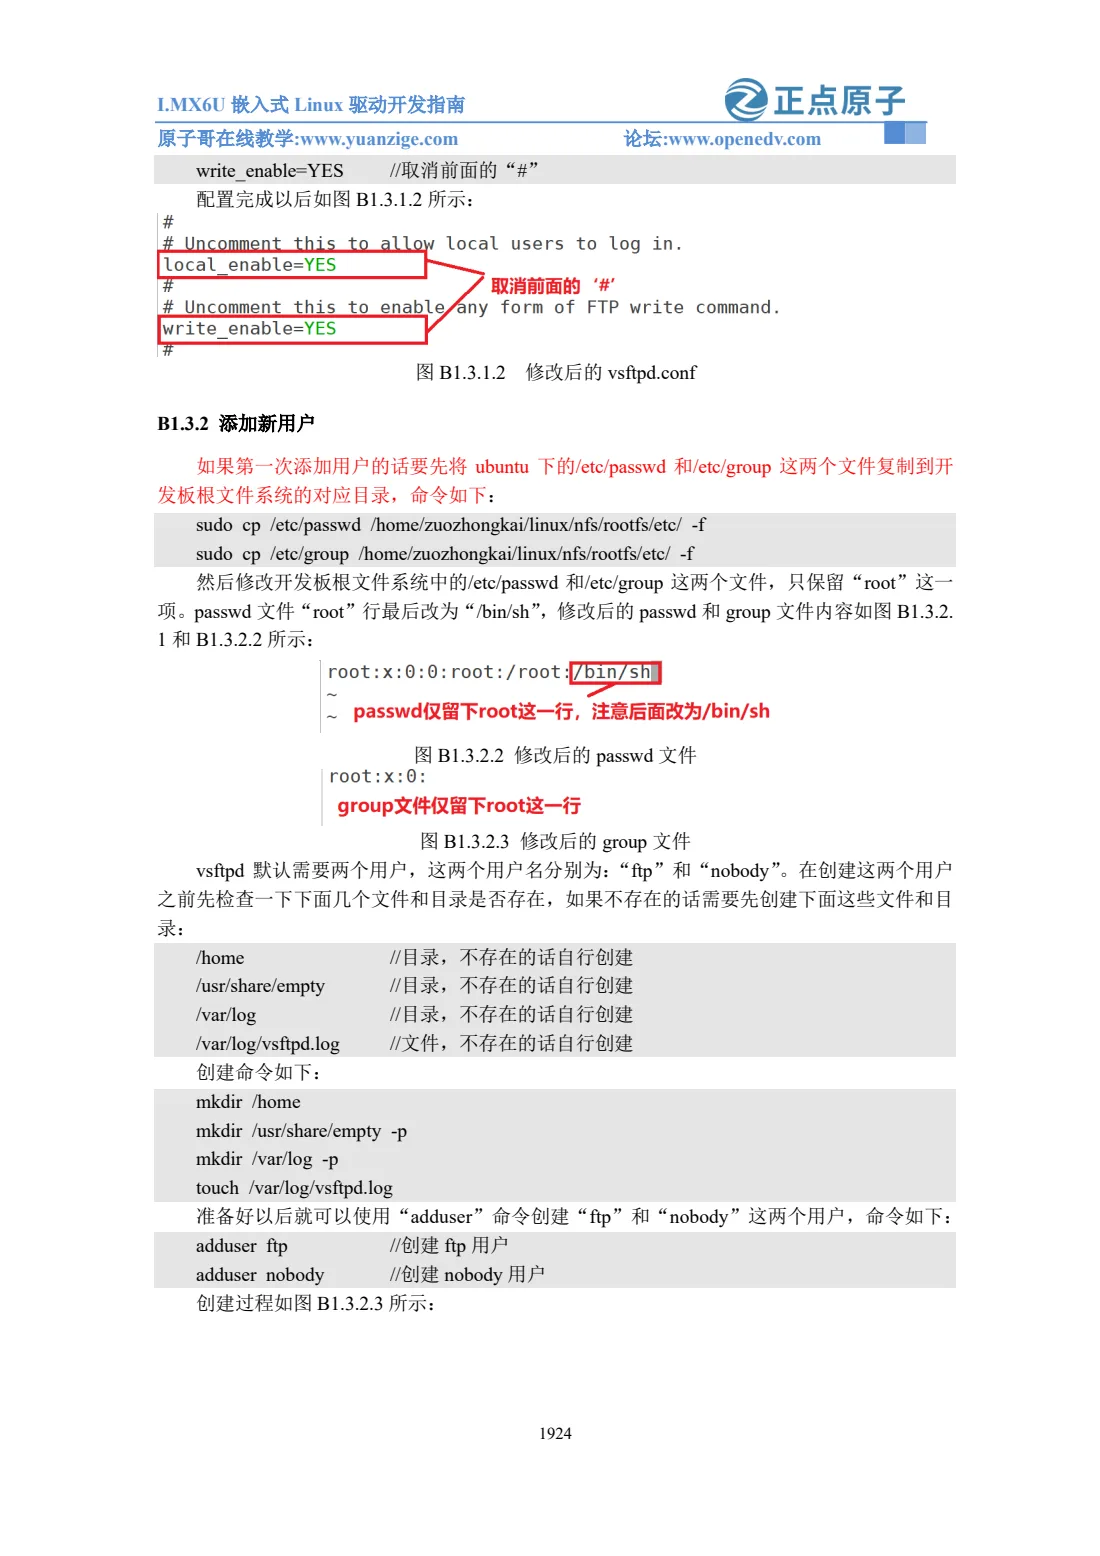 I.MX6U 嵌入式 Linux 驱动开发指南
正点原子
原子哥在线教学:www.yuanzige.com 论坛:www.openedv.com
write_enable=YES //取消前面的“#”
配置完成以后如图 B1.3.1.2 所示：
#
# Uncomment this to allow local users to log in.
local_enable=YES
#
取消前面的‘#’
# Uncomment this to enable any form of FTP write command.
write_enable=YES
#
图 B1.3.1.2 修改后的 vsftpd.conf
B1.3.2 添加新用户
如果第一次添加用户的话要先将 ubuntu 下的/etc/passwd 和/etc/group 这两个文件复制到开
发板根文件系统的对应目录，命令如下：
sudo cp /etc/passwd /home/zuozhongkai/linux/nfs/rootfs/etc/ -f
sudo cp /etc/group /home/zuozhongkai/linux/nfs/rootfs/etc/ -f
然后修改开发板根文件系统中的/etc/passwd 和/etc/group 这两个文件，只保留“root”这一
项。passwd 文件“root”行最后改为“/bin/sh”，修改后的 passwd 和 group 文件内容如图 B1.3.2.
1 和 B1.3.2.2 所示：
root:x:0:0:root:/root:/bin/sh
~
~ passwd仅留下root这一行，注意后面改为/bin/sh
图 B1.3.2.2 修改后的 passwd 文件
root:x:0:
group文件仅留下root这一行
图 B1.3.2.3 修改后的 group 文件
vsftpd 默认需要两个用户，这两个用户名分别为：“ftp”和“nobody”。在创建这两个用户
之前先检查一下下面几个文件和目录是否存在，如果不存在的话需要先创建下面这些文件和目
录：
/home //目录，不存在的话自行创建
/usr/share/empty //目录，不存在的话自行创建
/var/log //目录，不存在的话自行创建
/var/log/vsftpd.log //文件，不存在的话自行创建
创建命令如下：
mkdir /home
mkdir /usr/share/empty -p
mkdir /var/log -p
touch /var/log/vsftpd.log
准备好以后就可以使用“adduser”命令创建“ftp”和“nobody”这两个用户，命令如下：
adduser ftp //创建 ftp 用户
adduser nobody //创建 nobody 用户
创建过程如图 B1.3.2.3 所示：
1924